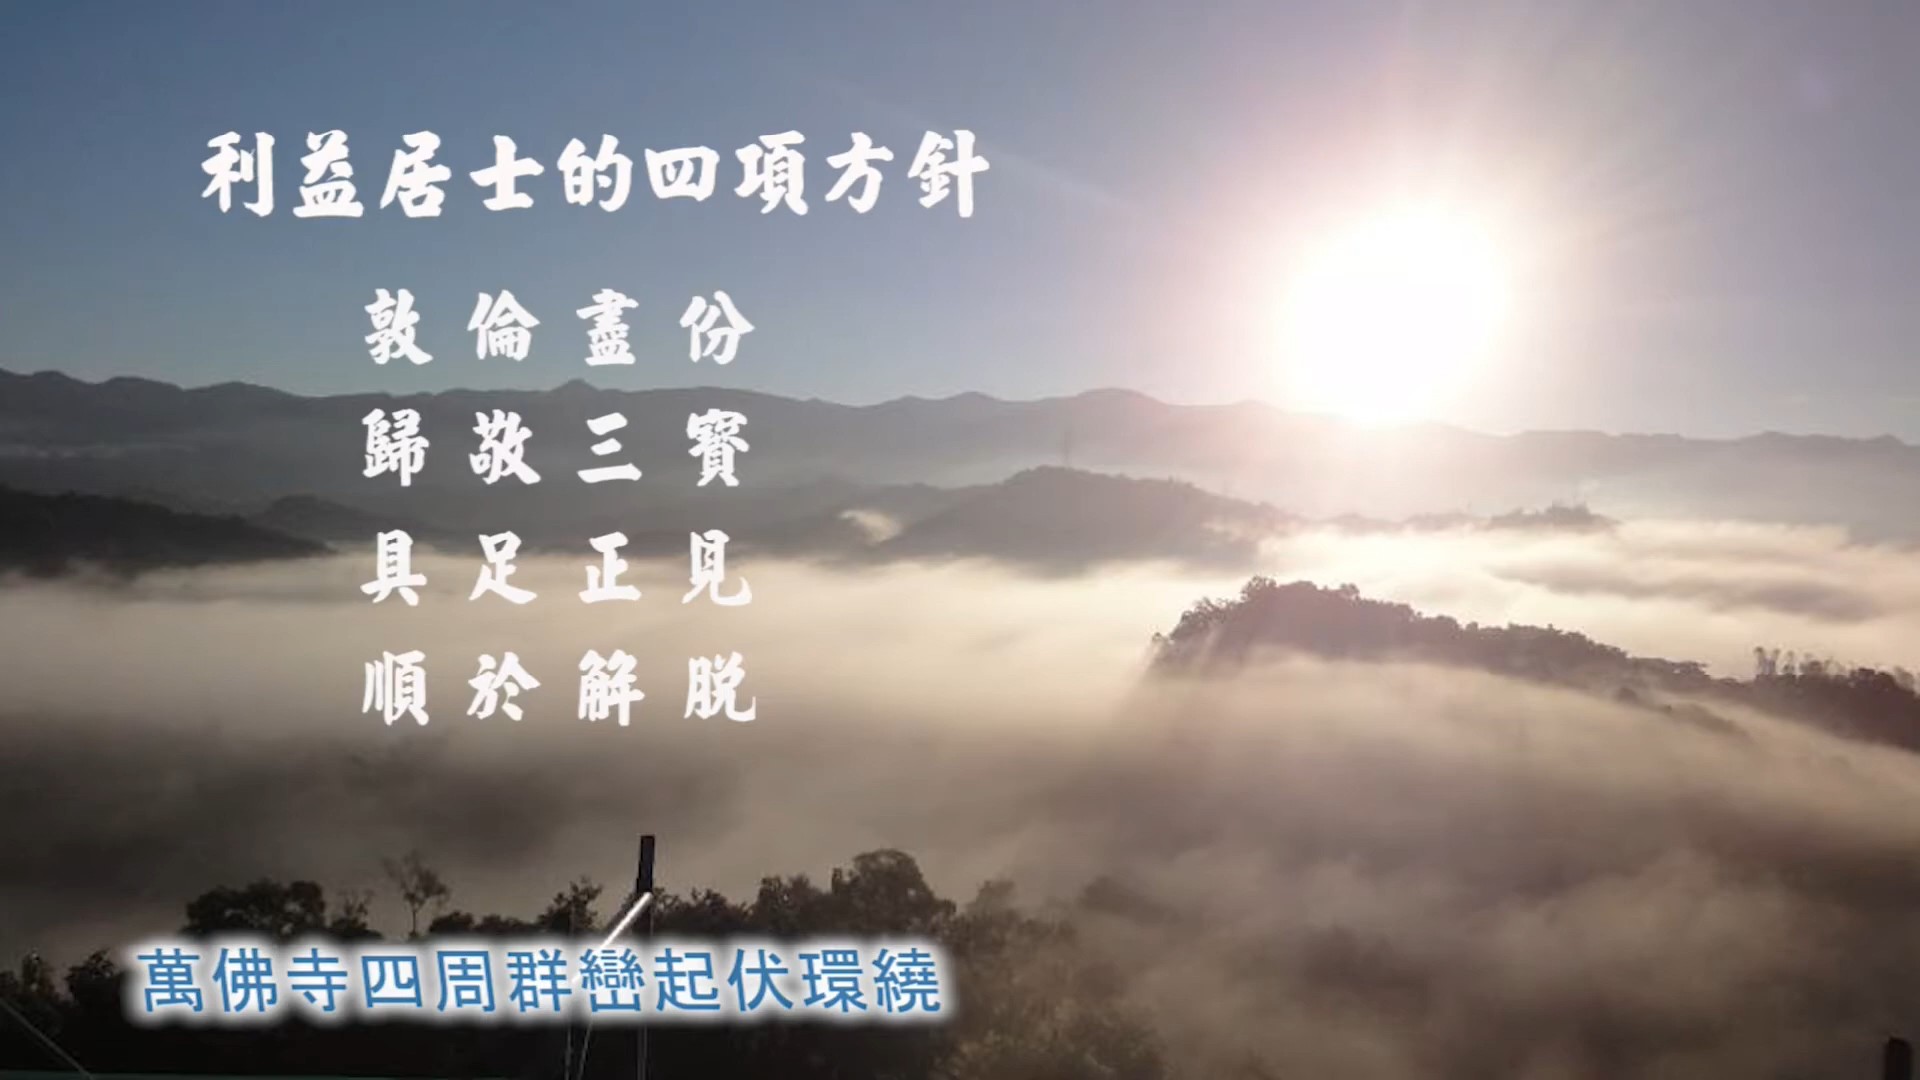 利益居士的四項方針
敦倫盡份
歸敬三寶
具足正見
順於解脱
萬佛寺四周群巒起伏環繞